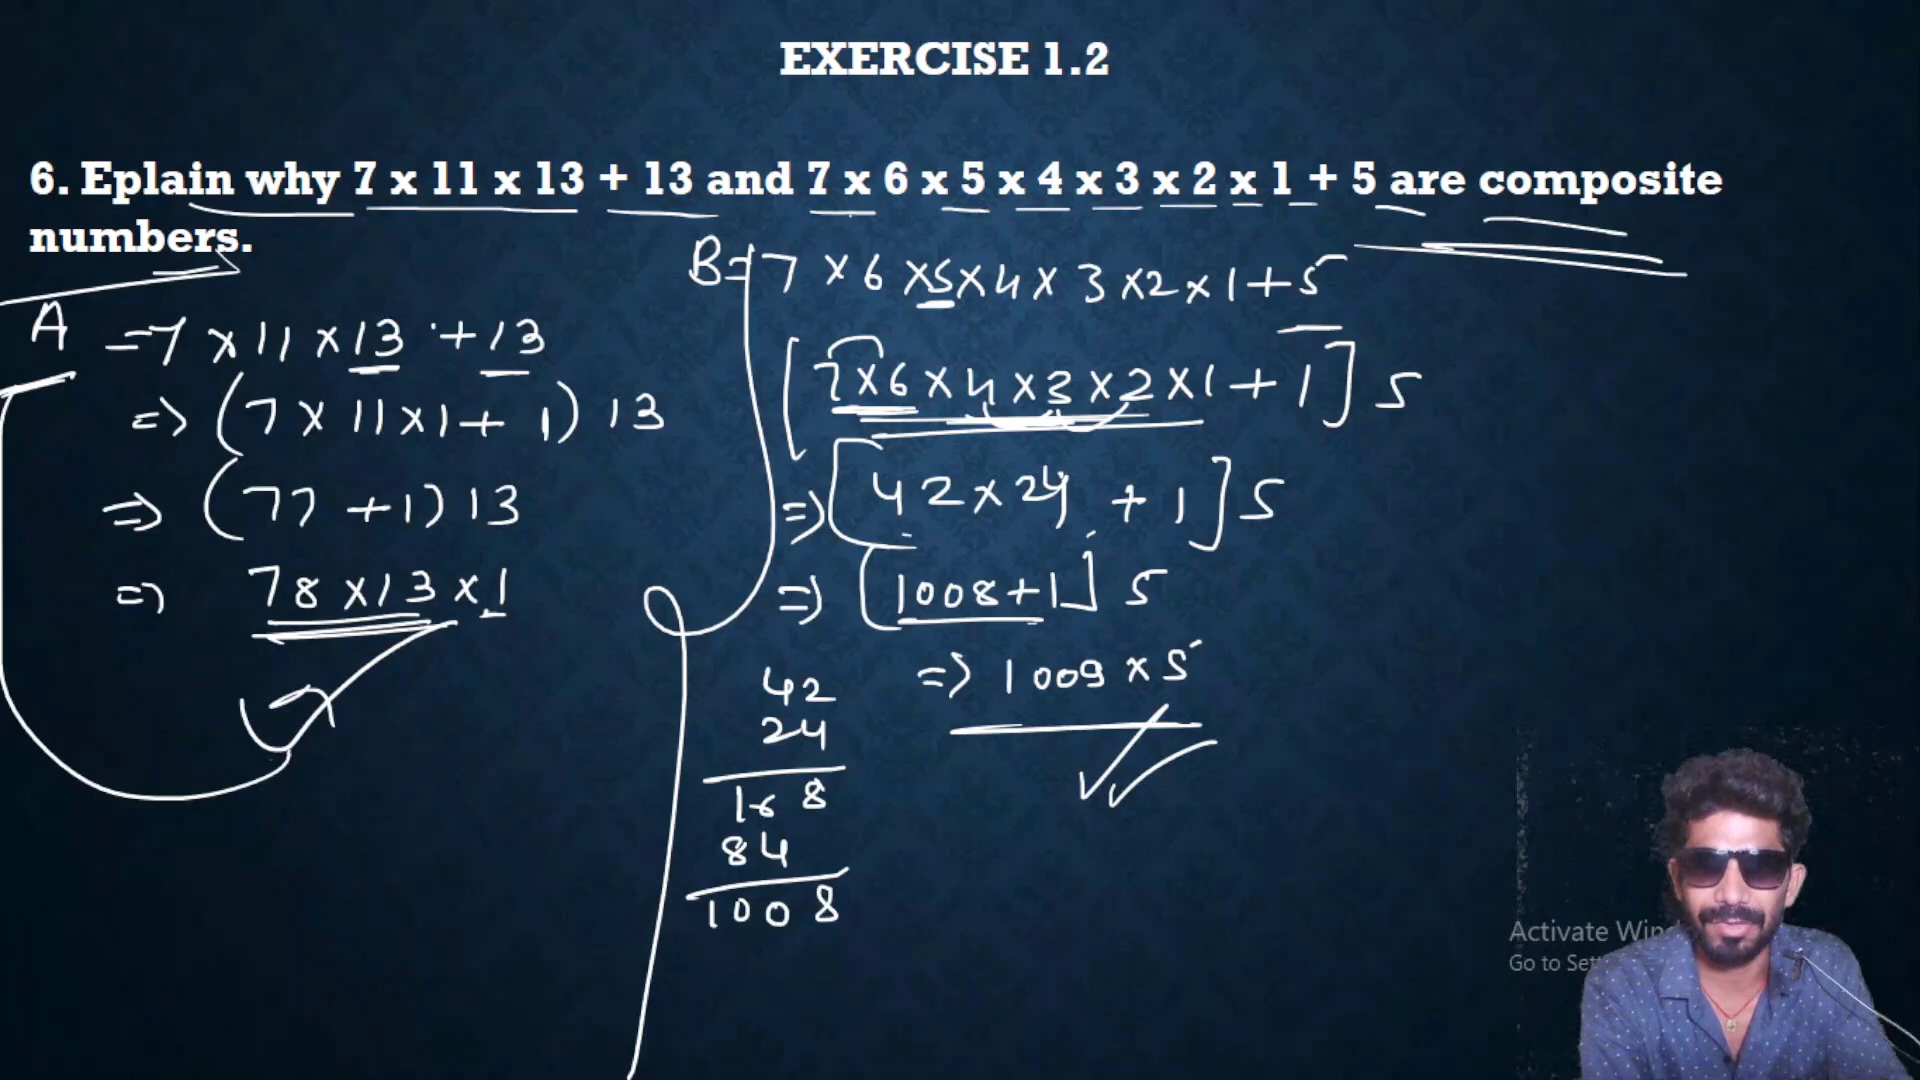 EXERCISE 1.2
6. Eplain why 7 x 11 x 13 + 13 and 7 x 6 x 5 x 4 x 3 x 2 x 1 + 5 are composite
numbers.
A =7 × 11 × 13 + 13
=> (7 × 11 × 1 + 1) 13
=> (77 + 1) 13
=> 78 × 13 × 1
B= 7 × 6 × 5 × 4 × 3 × 2 × 1 + 5
[7 × 6 × 4 × 3 × 2 × 1 + 1] 5
=> [42 × 24 + 1] 5
=> [1008 + 1] 5
=> 1009 × 5
42
24
168
84
1008
Activate Win
Go to Set